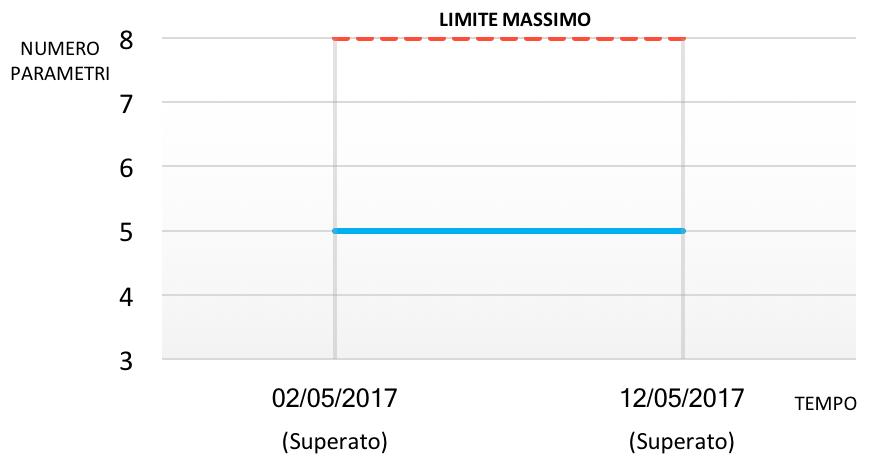 LIMITE MASSIMO
NUMERO
PARAMETRI
8
7
6
5
4
3
02/05/2017
12/05/2017
TEMPO
(Superato)
(Superato)